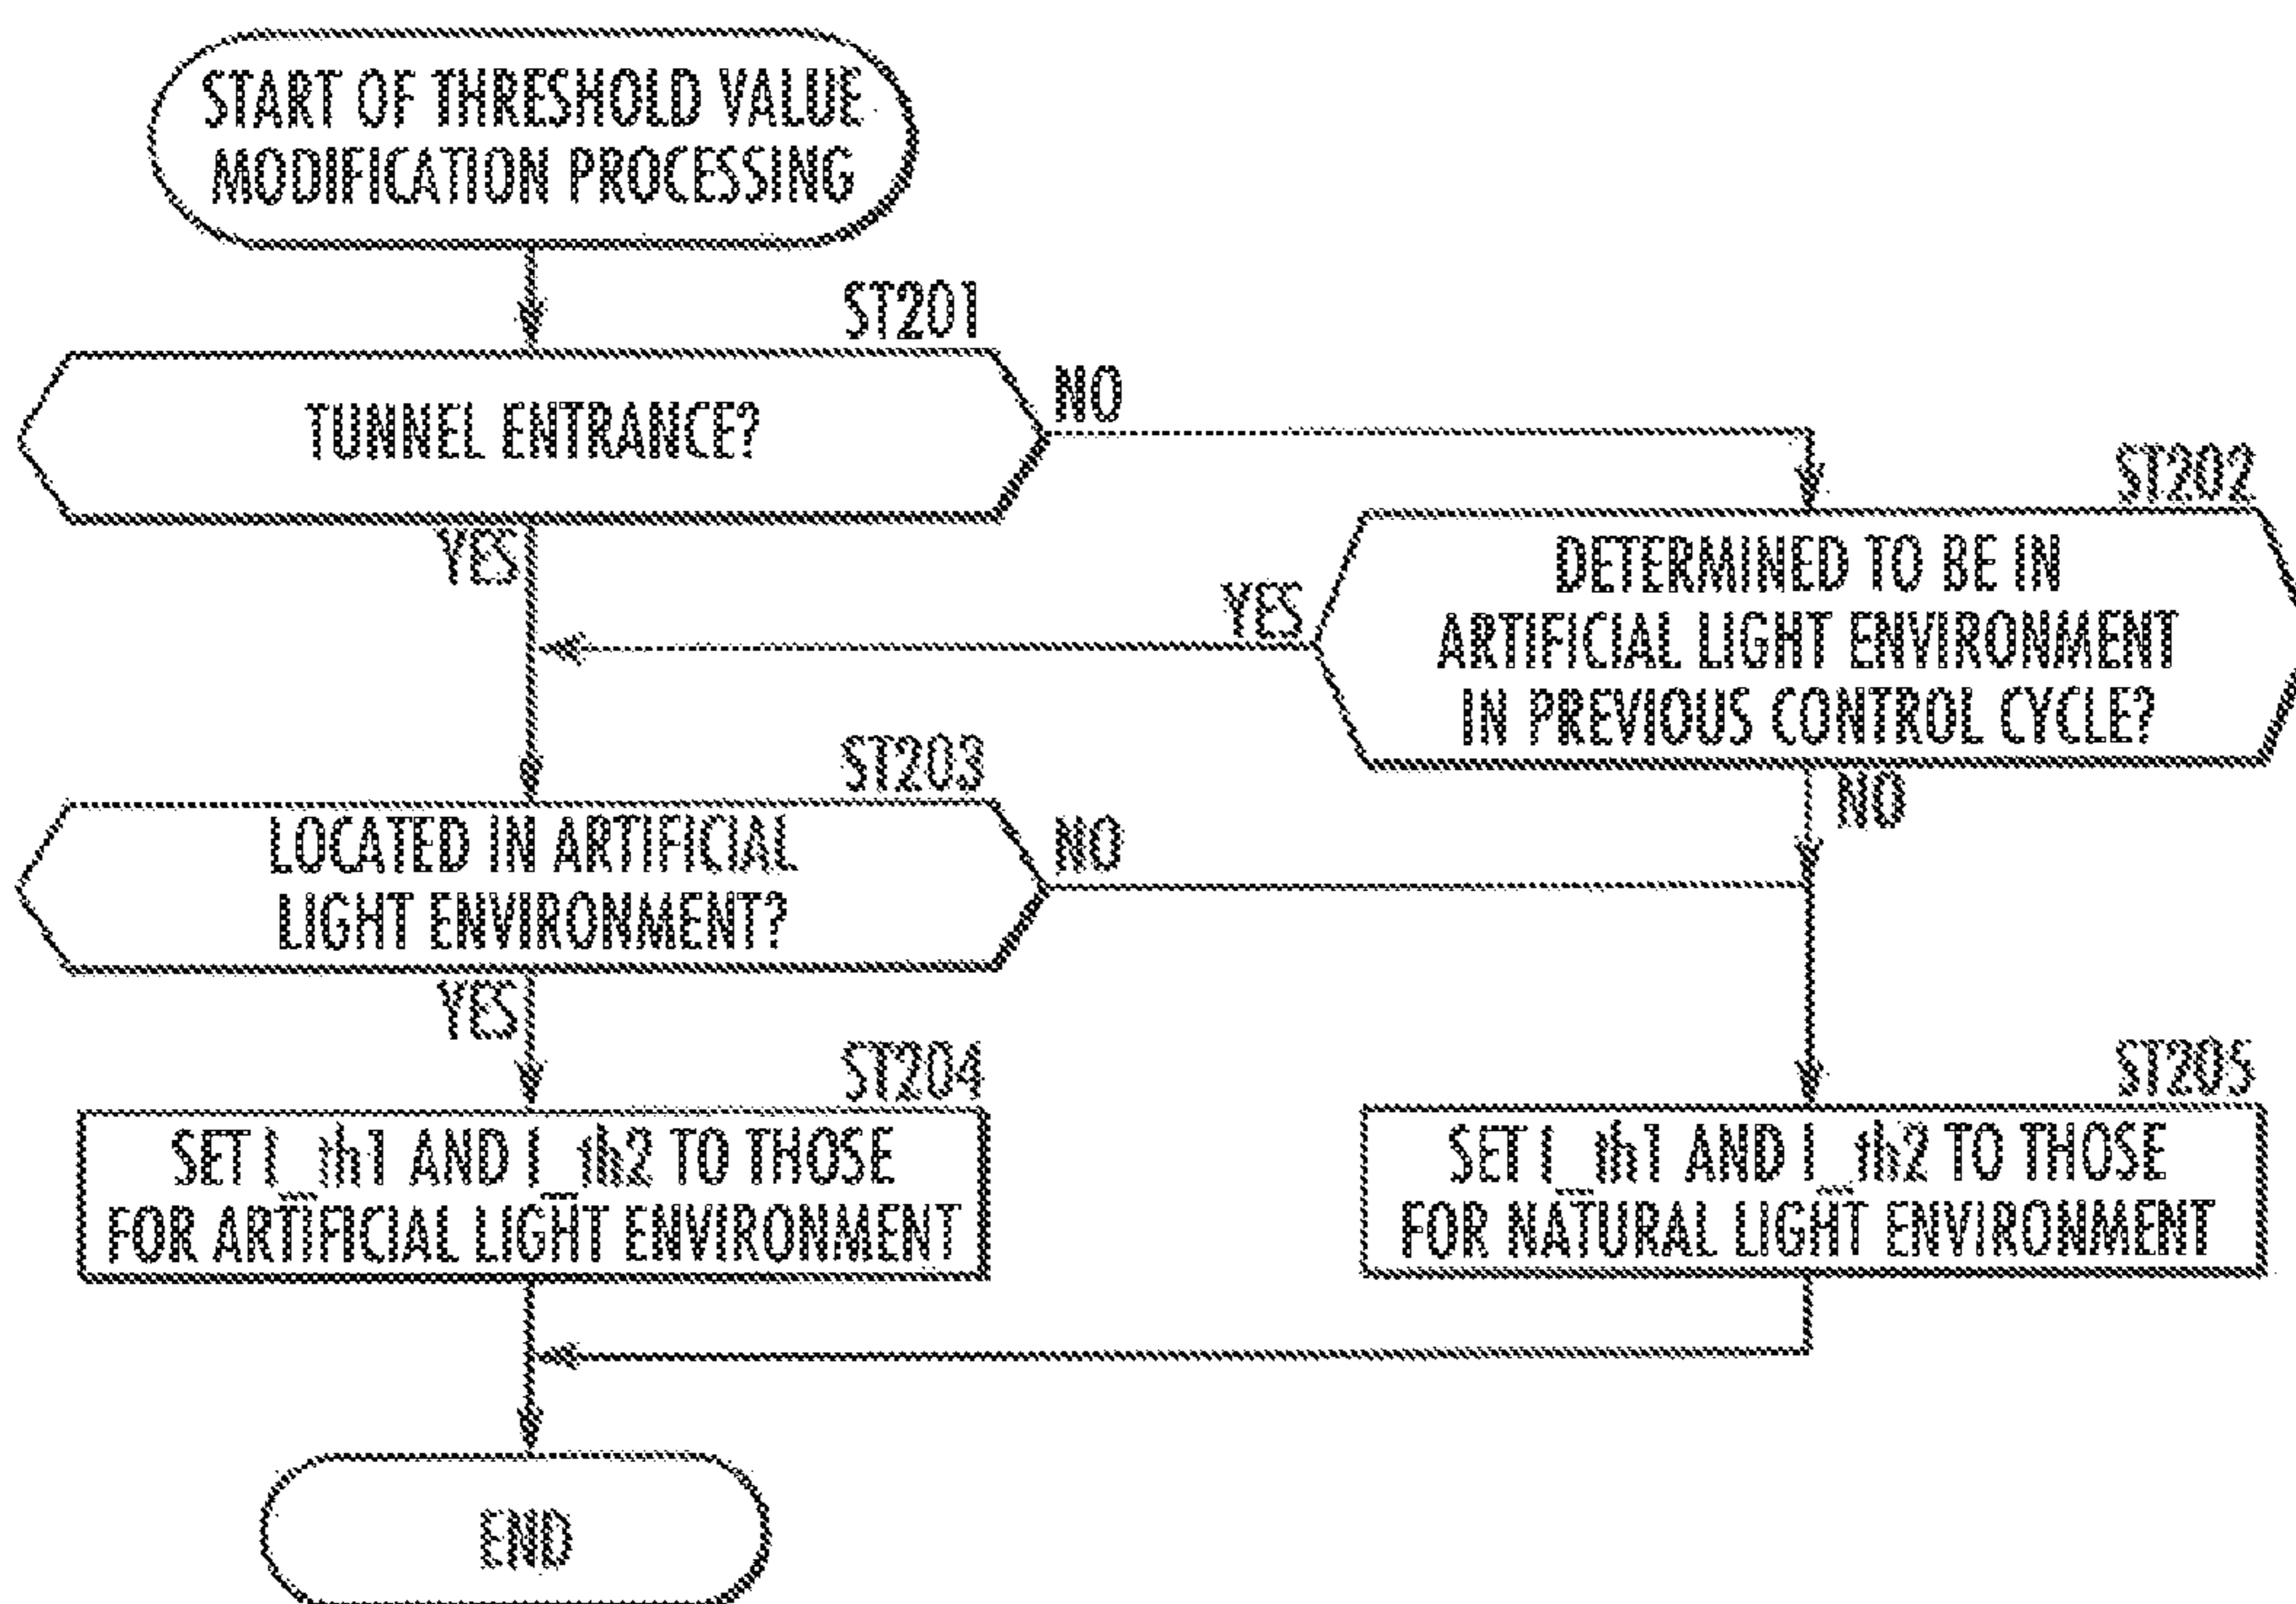 START OF THRESHOLD VALUE
MODIFICATION PROCESSING
ST201
TUNNEL ENTRANCE?
NO
YES
ST202
DETERMINED TO BE IN
ARTIFICIAL LIGHT ENVIRONMENT
IN PREVIOUS CONTROL CYCLE?
YES
NO
ST203
LOCATED IN ARTIFICIAL
LIGHT ENVIRONMENT?
NO
YES
ST204
SET I_th1 AND I_th2 TO THOSE
FOR ARTIFICIAL LIGHT ENVIRONMENT
ST205
SET I_th1 AND I_th2 TO THOSE
FOR NATURAL LIGHT ENVIRONMENT
END